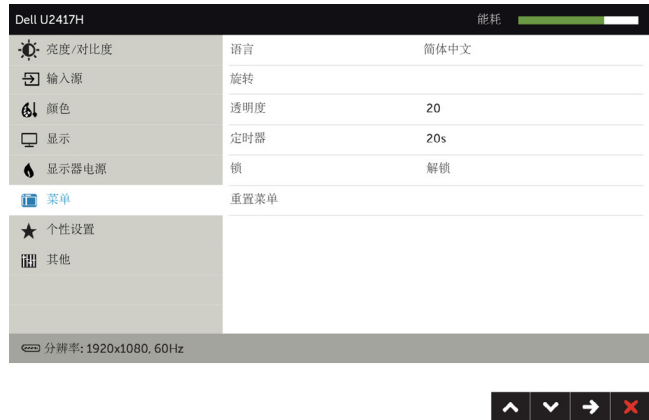 Dell U2417H 能耗
亮度/对比度 语言 简体中文
输入源 旋转
颜色 透明度 20
显示 定时器 20s
显示器电源 锁 解锁
菜单 重置菜单
个性设置
其他
分辨率: 1920x1080, 60Hz